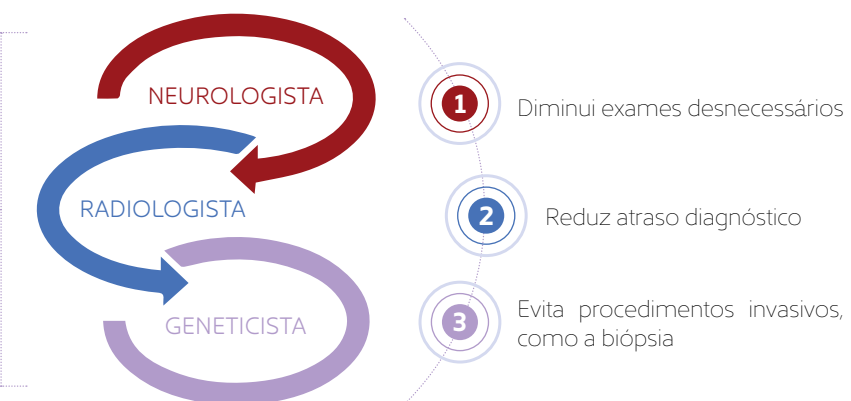 NEUROLOGISTA
RADIOLOGISTA
GENETICISTA
1
Diminui exames desnecessários
2
Reduz atraso diagnóstico
3
Evita procedimentos invasivos,
como a biópsia